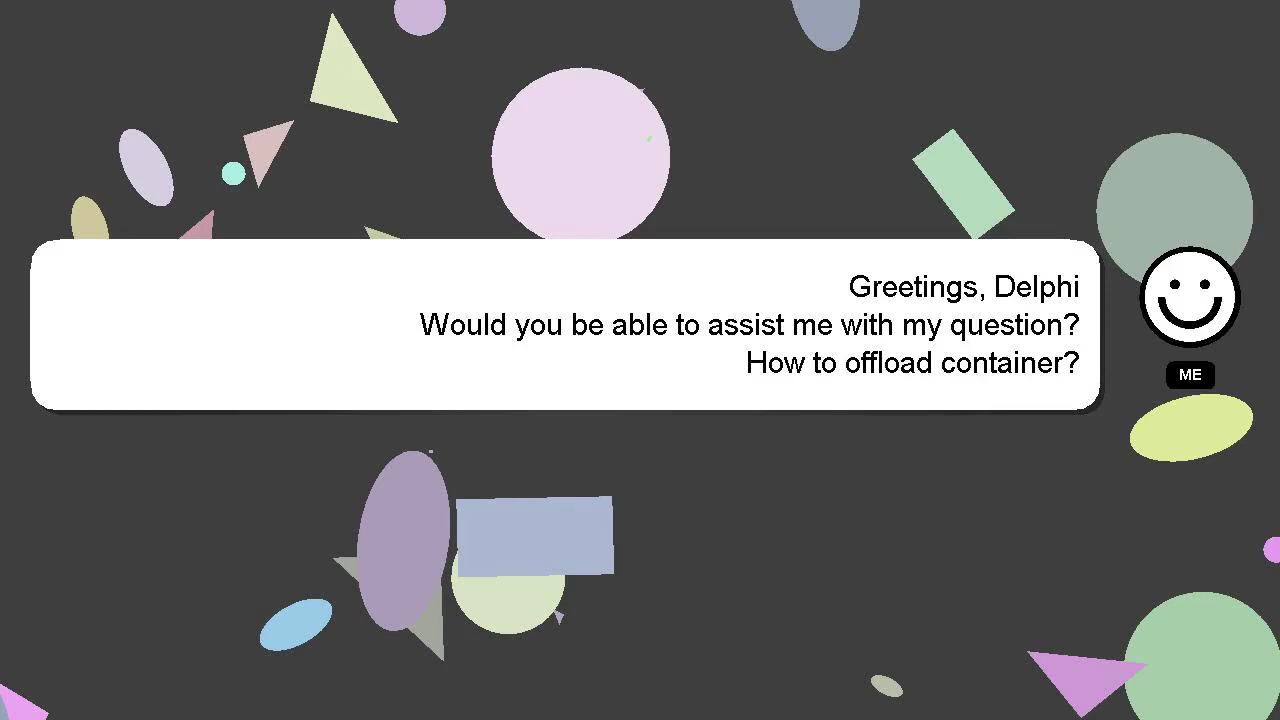 Greetings, Delphi
Would you be able to assist me with my question?
How to offload container?
ME